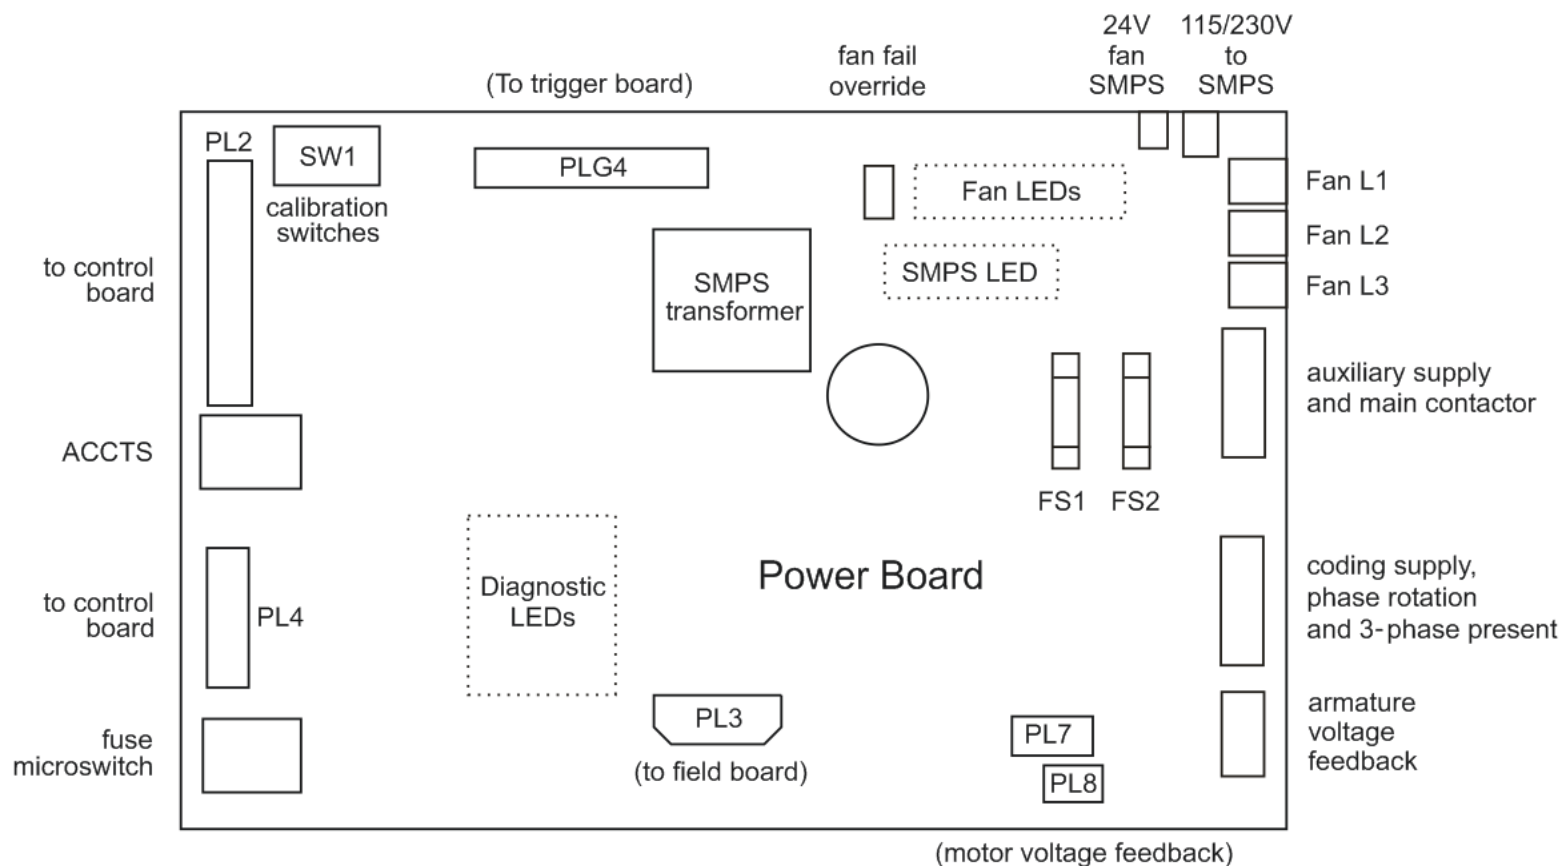 24V
fan
SMPS
115/230V
to
SMPS
fan fail
override
(To trigger board)
PL2
SW1
calibration
switches
PLG4
Fan LEDs
Fan L1
Fan L2
Fan L3
to control
board
SMPS
transformer
SMPS LED
auxiliary supply
and main contactor
ACCTS
FS1
FS2
Diagnostic
LEDs
Power Board
coding supply,
phase rotation
and 3-phase present
to control
board
PL4
fuse
microswitch
PL3
(to field board)
PL7
PL8
armature
voltage
feedback
(motor voltage feedback)